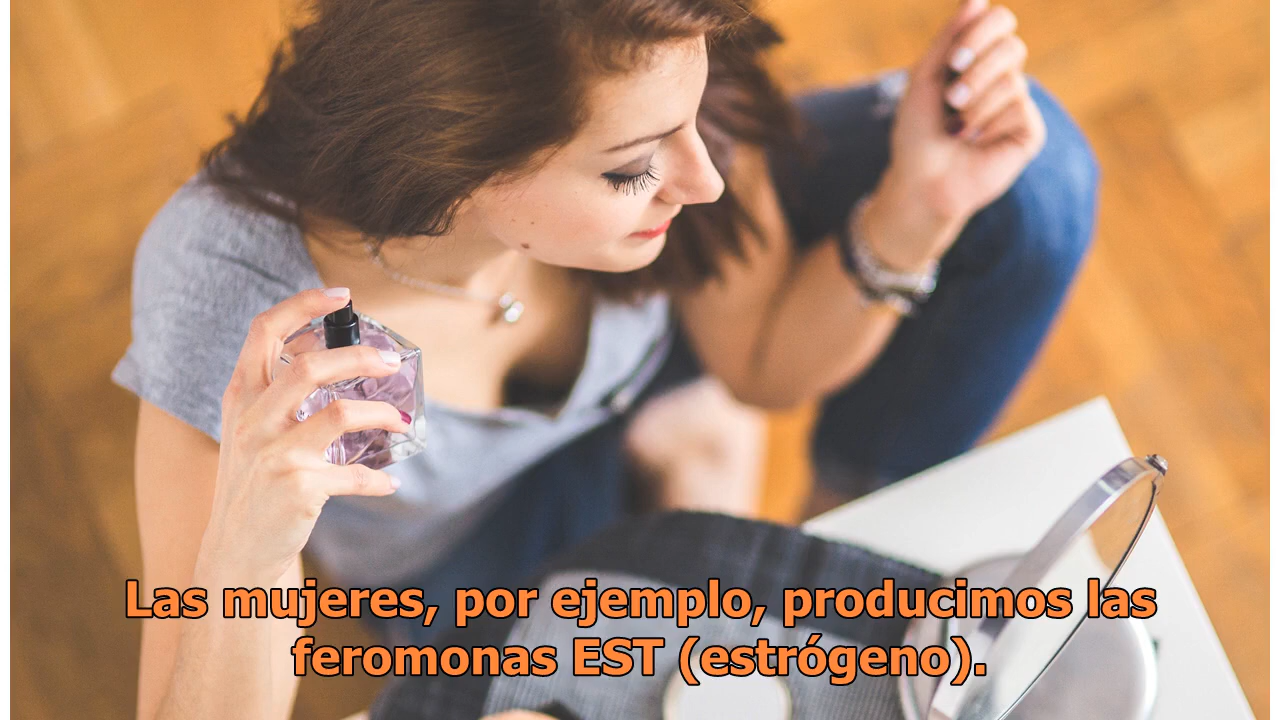 Las mujeres, por ejemplo, producimos las
feromonas EST (estrógeno).